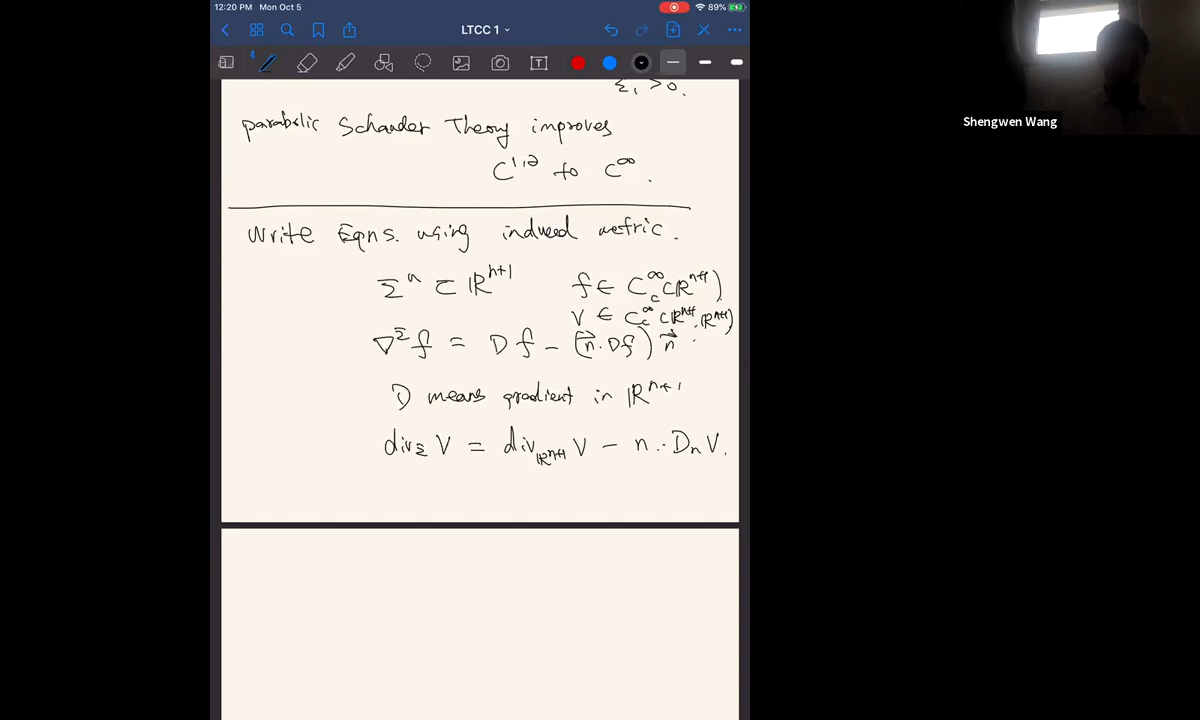 12:20 PM Mon Oct 5
89%
LTCC 1
T
Σ₁ > 0.
parabolic Schauder Theory improves
C^{1,2} to C^∞.
Write Eqns. using induced metric.
Σ^n ⊂ ℝ^{n+1} f ∈ C_c^∞(ℝ^{n+1})
V ∈ C_c^∞(ℝ^{n+1}, ℝ^{n+1})
∇^Σ f = Df − (n⃗ · Df) n⃗.
D means gradient in ℝ^{n+1}
div_Σ V = div_{ℝ^{n+1}} V − n · D_n V.
Shengwen Wang